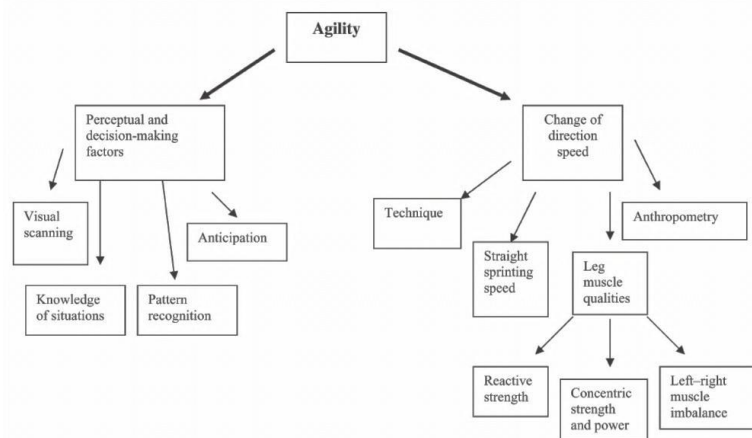 Agility
Perceptual and
decision-making
factors
Change of
direction
speed
Visual
scanning
Knowledge
of situations
Pattern
recognition
Anticipation
Technique
Straight
sprinting
speed
Leg
muscle
qualities
Anthropometry
Reactive
strength
Concentric
strength
and power
Left–right
muscle
imbalance